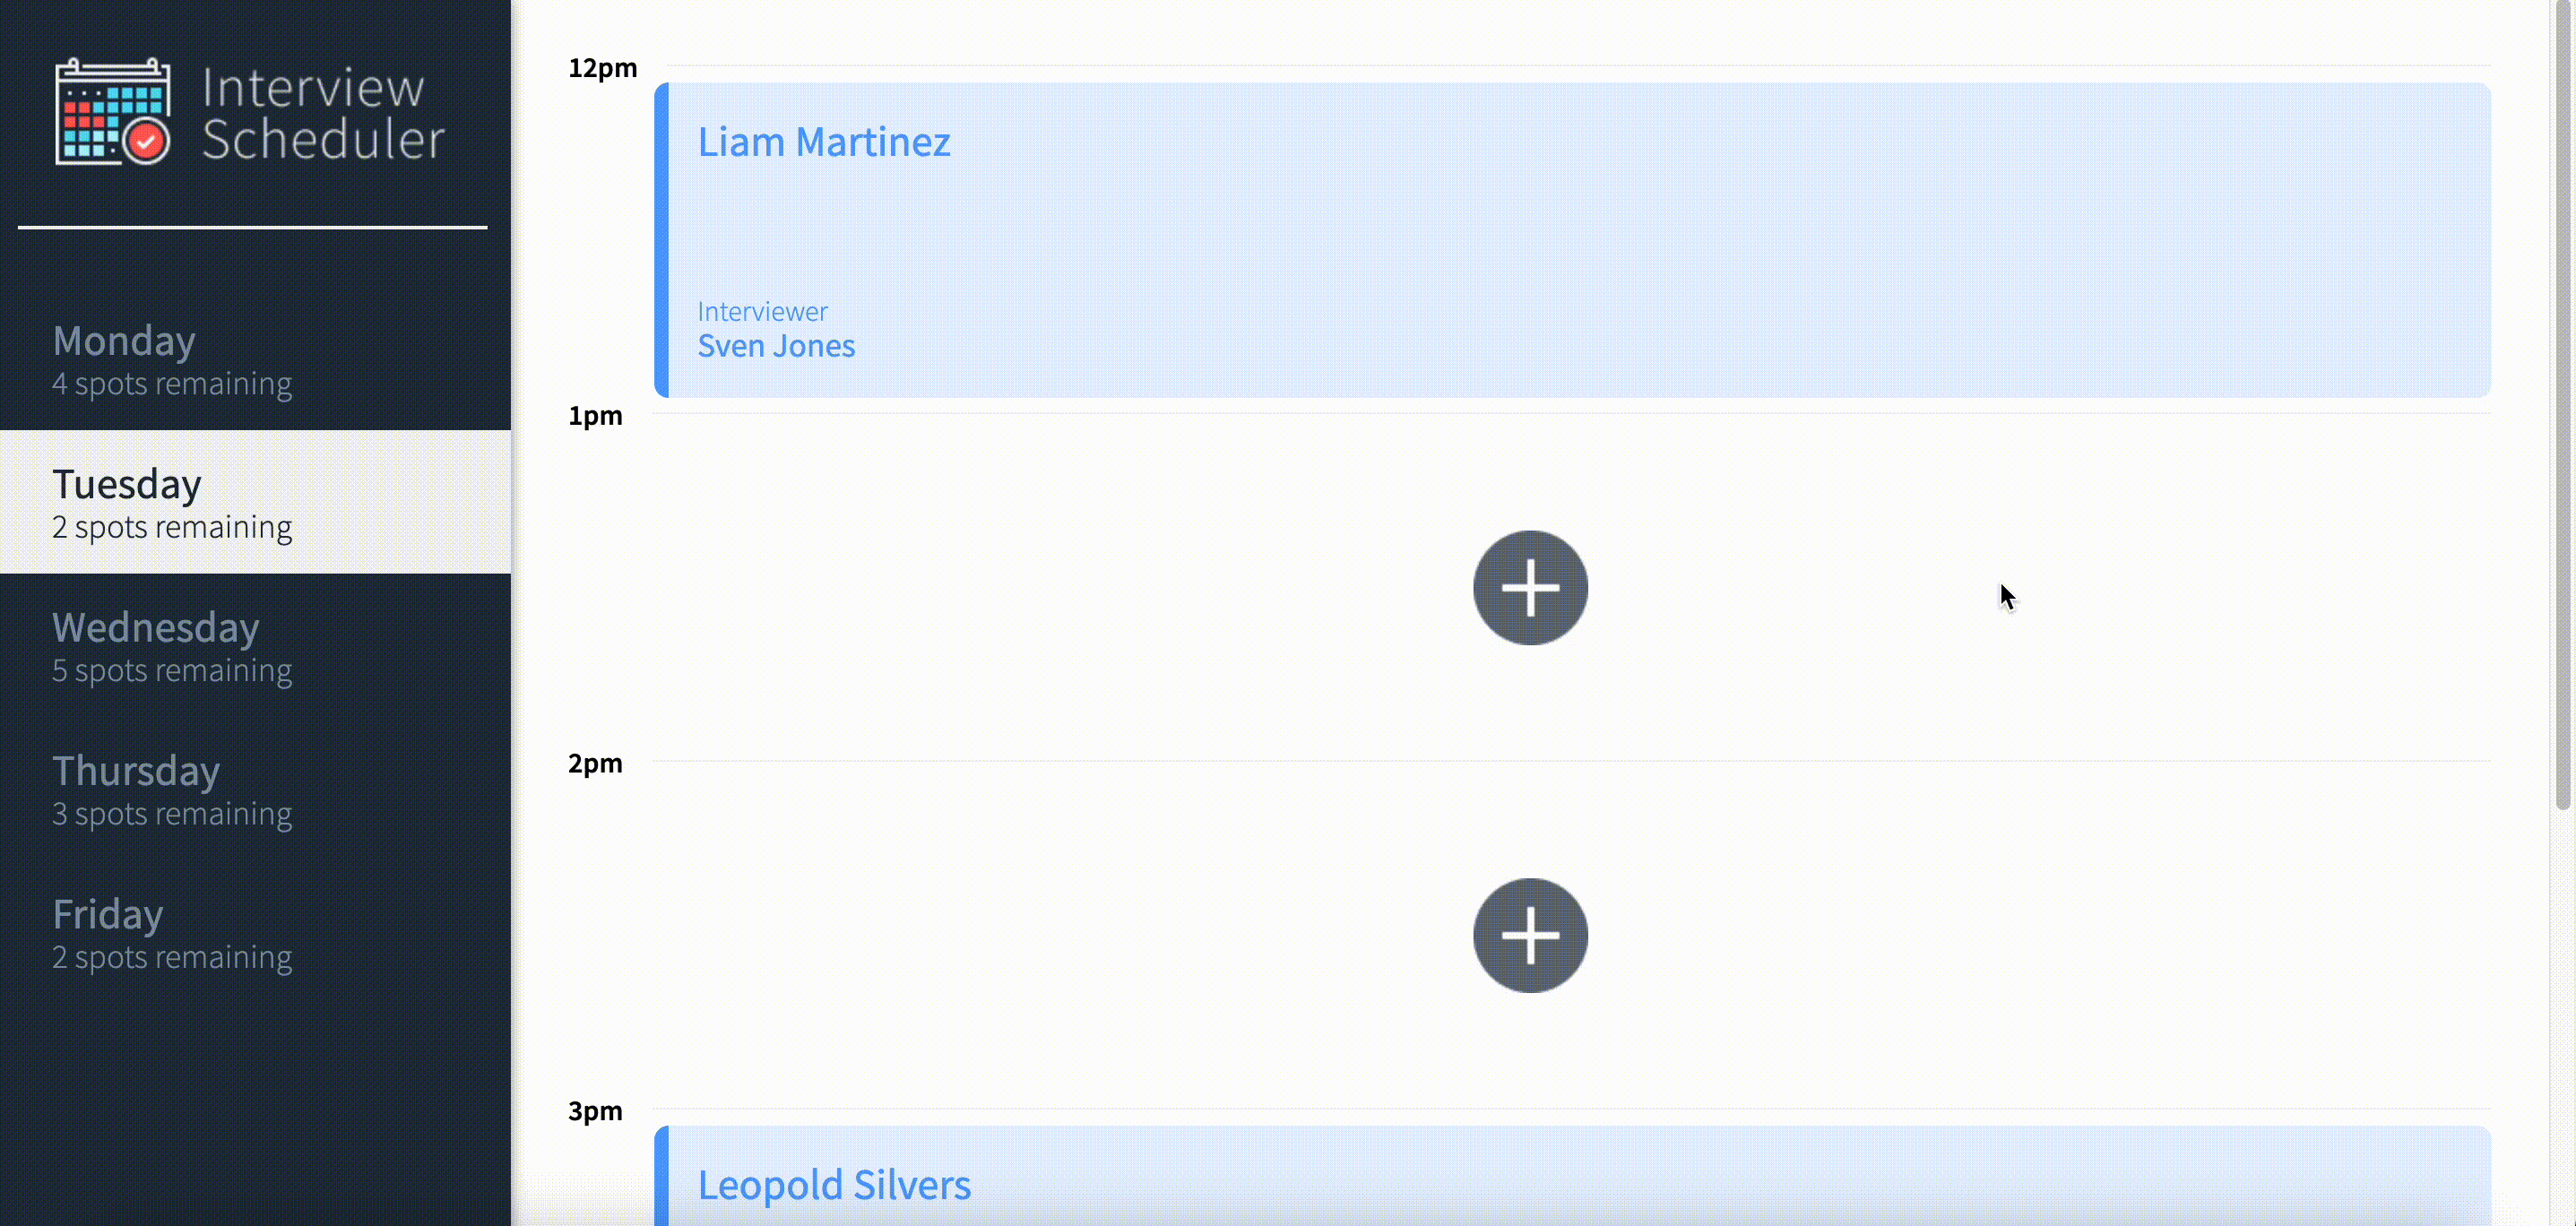 Interview
Scheduler
Monday
4 spots remaining
Tuesday
2 spots remaining
Wednesday
5 spots remaining
Thursday
3 spots remaining
Friday
2 spots remaining
12pm
Liam Martinez
Interviewer
Sven Jones
1pm
2pm
3pm
Leopold Silvers